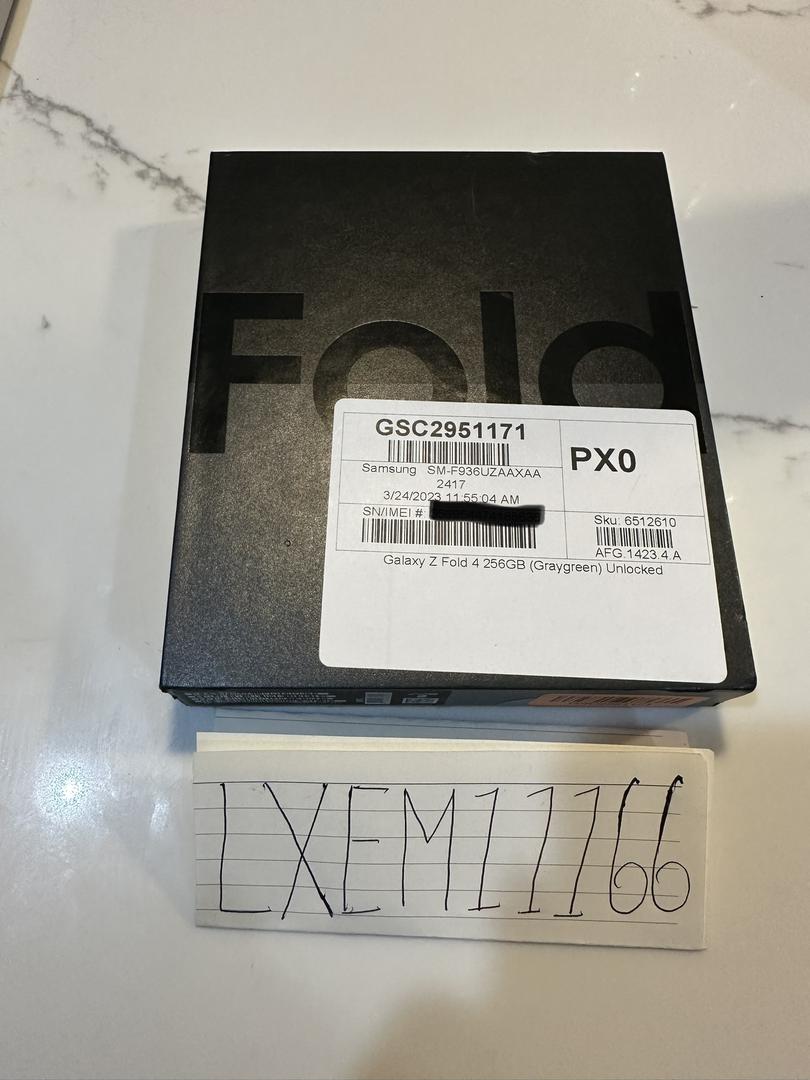 Fold
GSC2951171
PX0
Samsung SM-F936UZAAXAA
2417
3/24/2023 11:55:04 AM
SN/IMEI #:
Sku: 6512610
AFG.1423.4.A
Galaxy Z Fold 4 256GB (Graygreen) Unlocked
LXEM11166